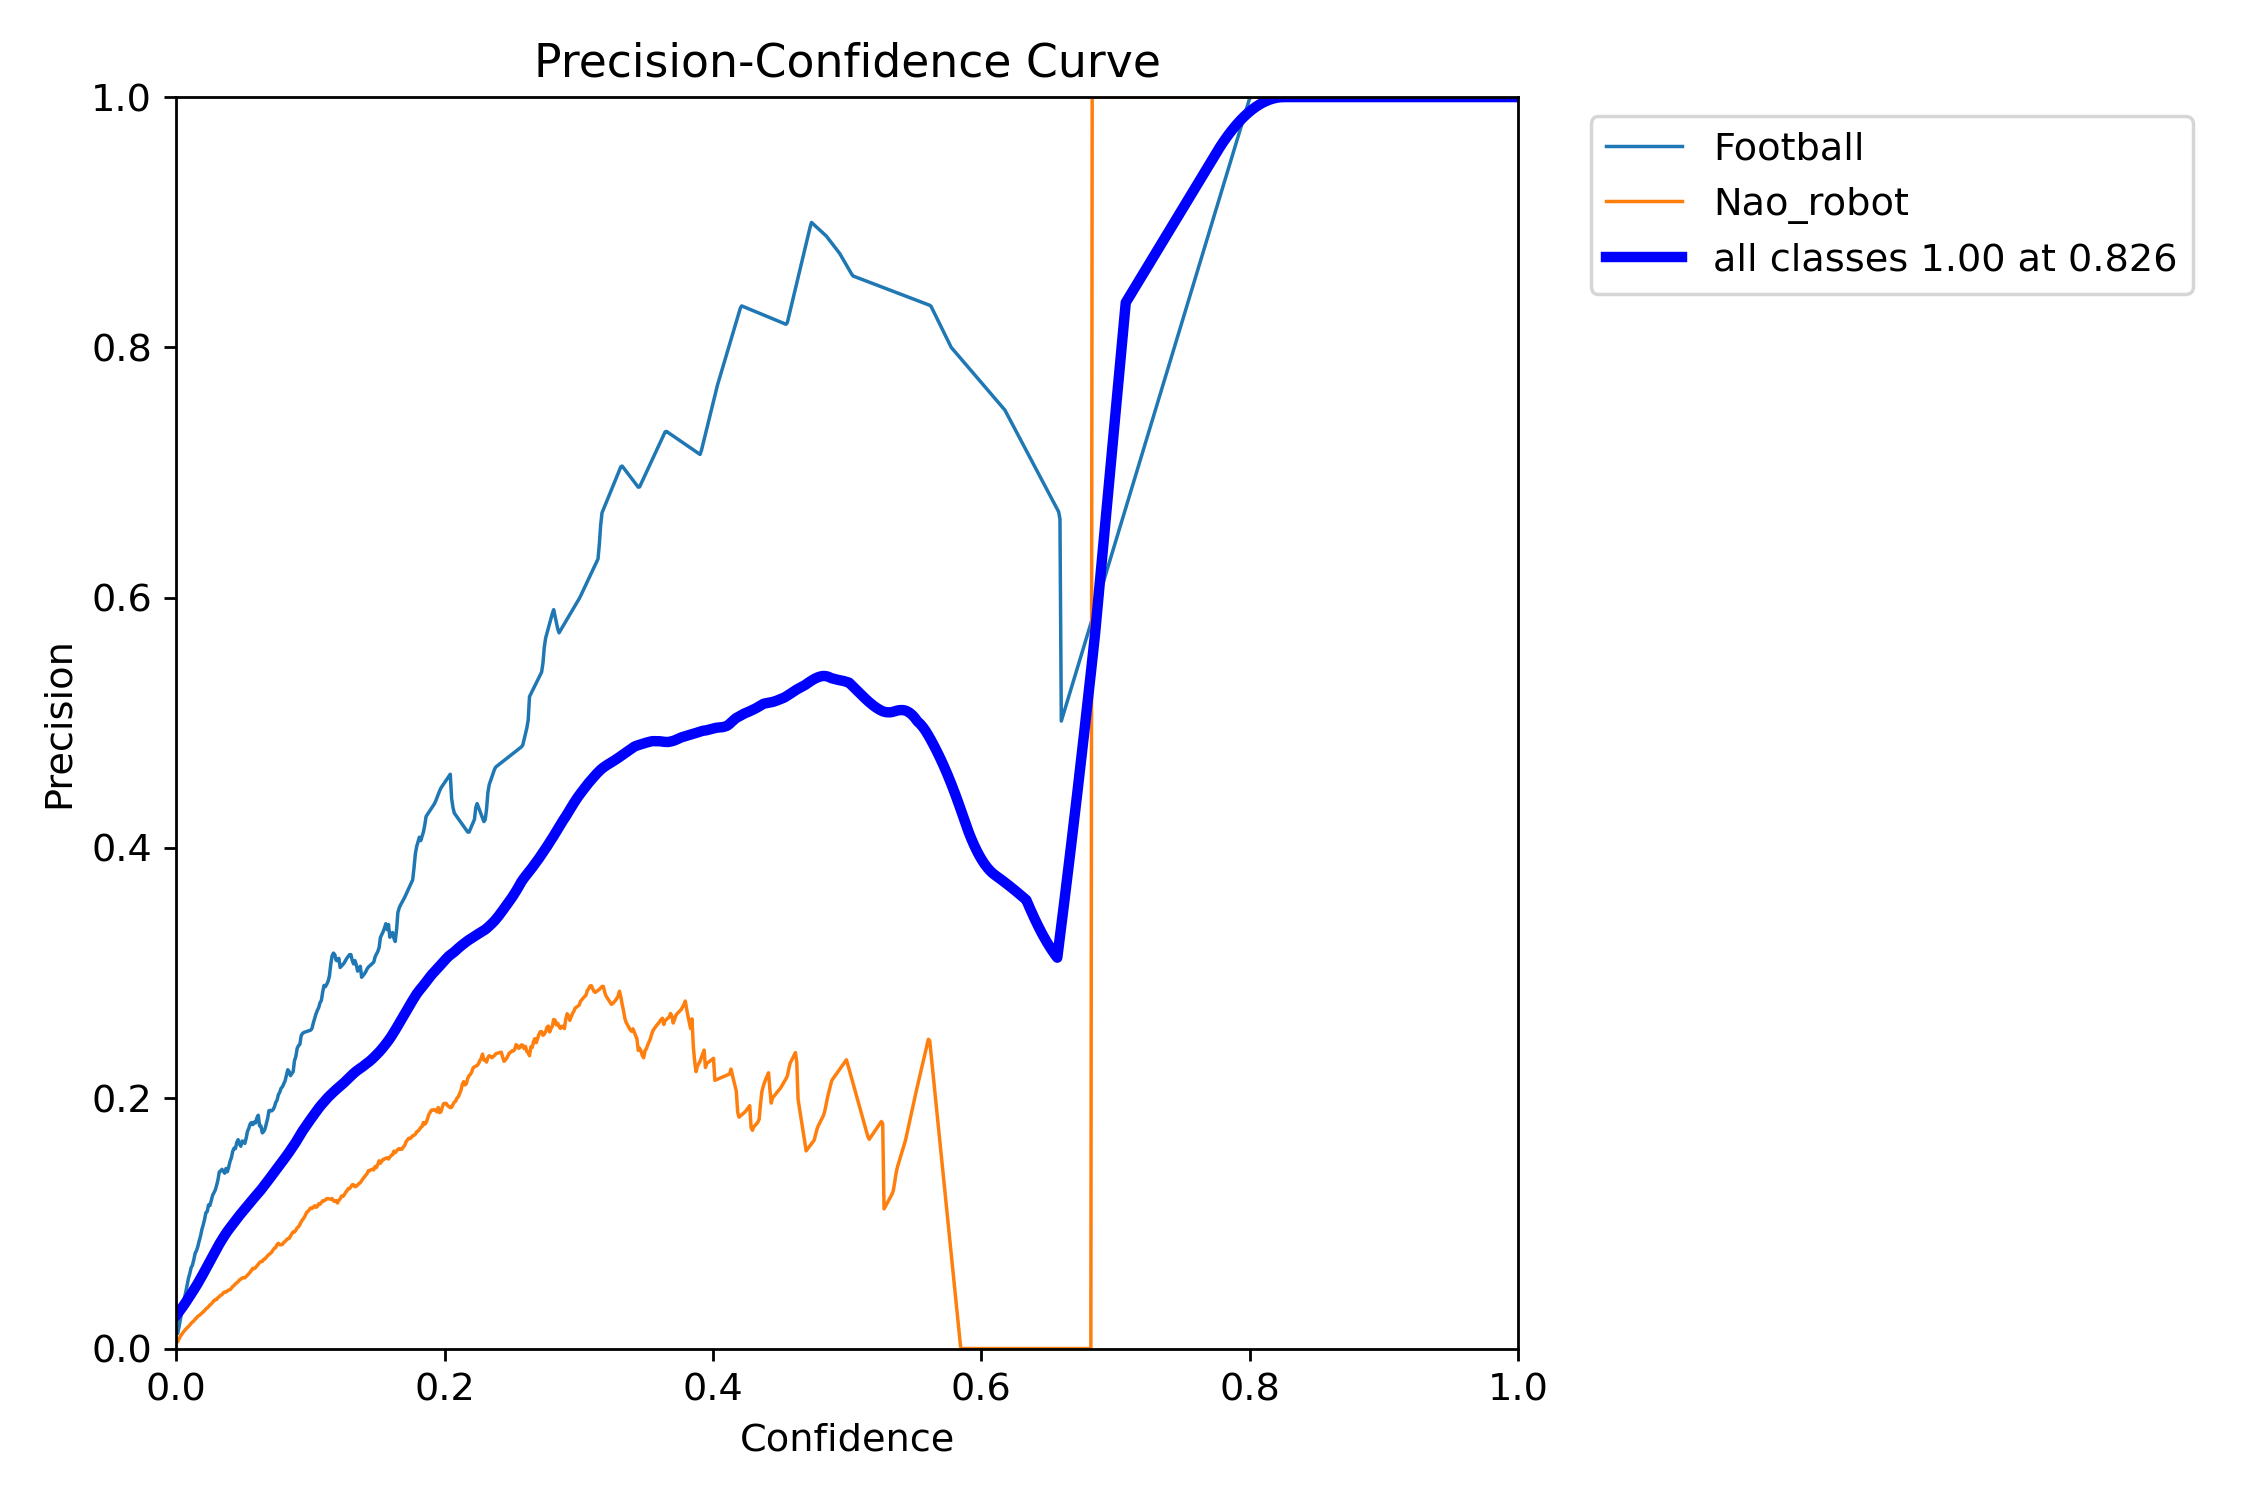 Precision-Confidence Curve
1.0
0.8
0.6
0.4
0.2
0.0
Precision
0.0 0.2 0.4 0.6 0.8 1.0
Confidence
Football
Nao_robot
all classes 1.00 at 0.826